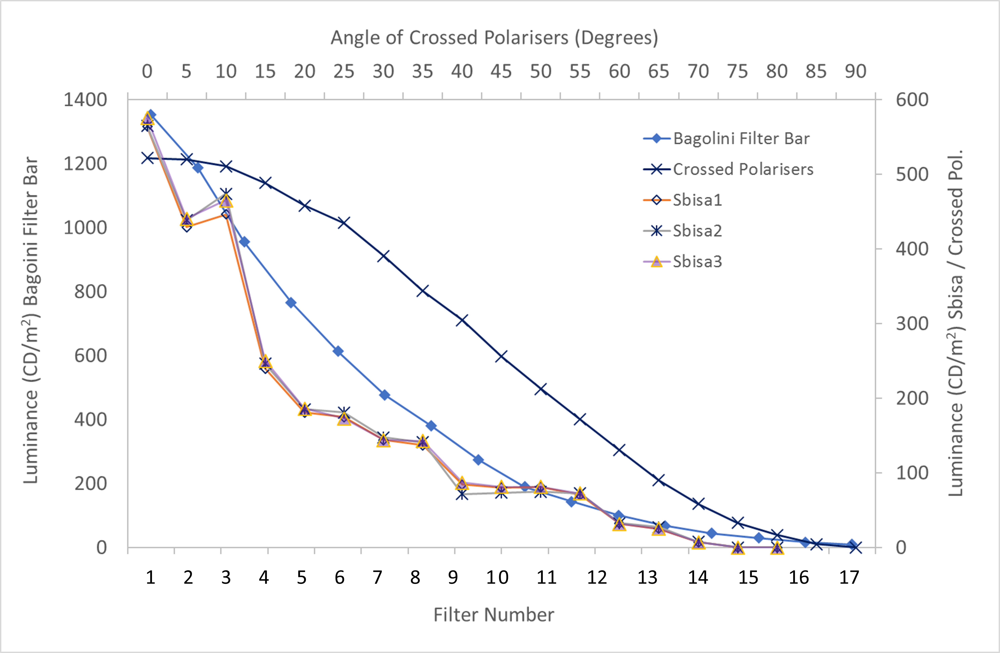 Angle of Crossed Polarisers (Degrees)
0 5 10 15 20 25 30 35 40 45 50 55 60 65 70 75 80 85 90
Luminance (CD/m²) Bagoini Filter Bar
1400
1200
1000
800
600
400
200
0
Bagolini Filter Bar
Crossed Polarisers
Sbisa1
Sbisa2
Sbisa3
600
500
400
300
200
100
0
Luminance (CD/m²) Sbisa / Crossed Pol.
1 2 3 4 5 6 7 8 9 10 11 12 13 14 15 16 17
Filter Number